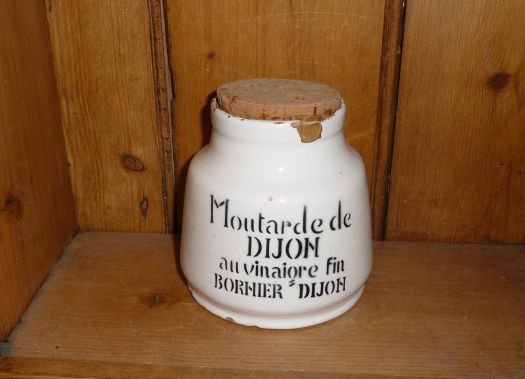 Moutarde de
DIJON
au vinaigre fin
BORNIER = DIJON